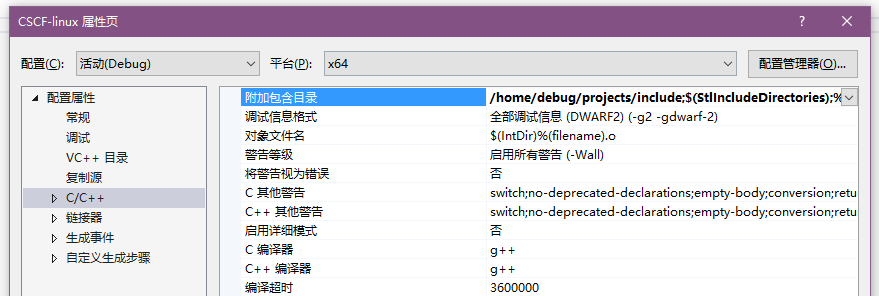 CSCF-linux 属性页
配置(C): 活动(Debug) 平台(P): x64 配置管理器(O)...
配置属性
常规
调试
VC++ 目录
复制源
C/C++
链接器
生成事件
自定义生成步骤
附加包含目录 /home/debug/projects/include;$(StlIncludeDirectories);%
调试信息格式 全部调试信息 (DWARF2) (-g2 -gdwarf-2)
对象文件名 $(IntDir)%(filename).o
警告等级 启用所有警告 (-Wall)
将警告视为错误 否
C 其他警告 switch;no-deprecated-declarations;empty-body;conversion;retu
C++ 其他警告 switch;no-deprecated-declarations;empty-body;conversion;retu
启用详细模式 否
C 编译器 g++
C++ 编译器 g++
编译超时 3600000